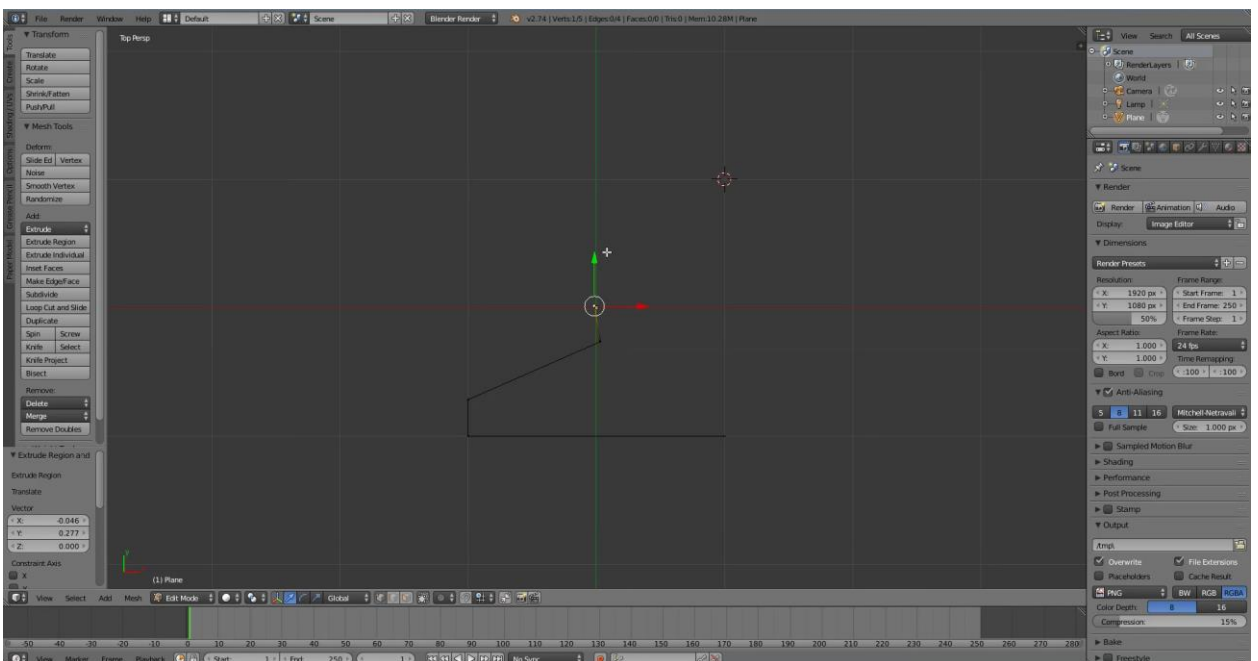 File Render Window Help Default Scene Blender Render v2.74 | Verts:1/5 | Edges:0/4 | Faces:0/0 | Tris:0 | Mem:10.28M | Plane
Tools
Create
Shading / UVs
Options
Grease Pencil
Paper Model
▼ Transform
Translate
Rotate
Scale
Shrink/Fatten
Push/Pull
▼ Mesh Tools
Deform:
Slide Ed Vertex
Noise
Smooth Vertex
Randomize
Add:
Extrude
Extrude Region
Extrude Individual
Inset Faces
Make Edge/Face
Subdivide
Loop Cut and Slide
Duplicate
Spin Screw
Knife Select
Knife Project
Bisect
Remove:
Delete
Merge
Remove Doubles
▼ Extrude Region and
Extrude Region
Translate
Vector
X: -0.046
Y: 0.277
Z: 0.000
Constraint Axis
X
Top Persp
Y
(1) Plane
View Select Add Mesh Edit Mode Global
-50 -40 -30 -20 -10 0 10 20 30 40 50 60 70 80 90 100 110 120 130 140 150 160 170 180 190 200 210 220 230 240 250 260 270 280
View Marker Frame Playback Start: 1 End: 250 1 No Sync
View Search All Scenes
Scene
RenderLayers |
World
Camera |
Lamp |
Plane |
Scene
▼ Render
Render Animation Audio
Display: Image Editor
▼ Dimensions
Render Presets
Resolution: Frame Range:
X: 1920 px Start Frame: 1
Y: 1080 px End Frame: 250
50% Frame Step: 1
Aspect Ratio: Frame Rate:
X: 1.000 24 fps
Y: 1.000 Time Remapping:
Bord Crop :100 :100
▼ Anti-Aliasing
5 8 11 16 Mitchell-Netravali
Full Sample Size: 1.000 px
Sampled Motion Blur
Shading
Performance
Post Processing
Stamp
▼ Output
/tmp\
Overwrite File Extensions
Placeholders Cache Result
PNG BW RGB RGBA
Color Depth: 8 16
Compression: 15%
Bake
Freestyle